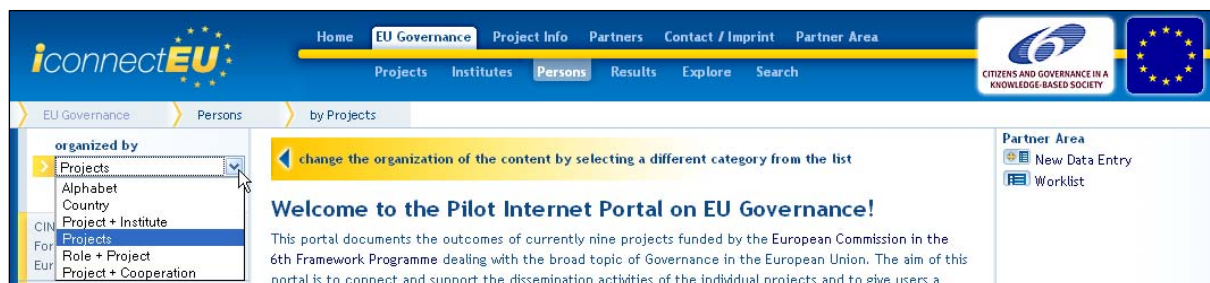 iconnectEU
Home EU Governance Project Info Partners Contact / Imprint Partner Area
Projects Institutes Persons Results Explore Search
6
CITIZENS AND GOVERNANCE IN A
KNOWLEDGE-BASED SOCIETY
EU Governance Persons by Projects
organized by
Projects
Alphabet
Country
Project + Institute
Projects
Role + Project
Project + Cooperation
CIN
For
Eur
change the organization of the content by selecting a different category from the list
Welcome to the Pilot Internet Portal on EU Governance!
This portal documents the outcomes of currently nine projects funded by the European Commission in the
6th Framework Programme dealing with the broad topic of Governance in the European Union. The aim of this
portal is to connect and support the dissemination activities of the individual projects and to give users a
Partner Area
New Data Entry
Worklist